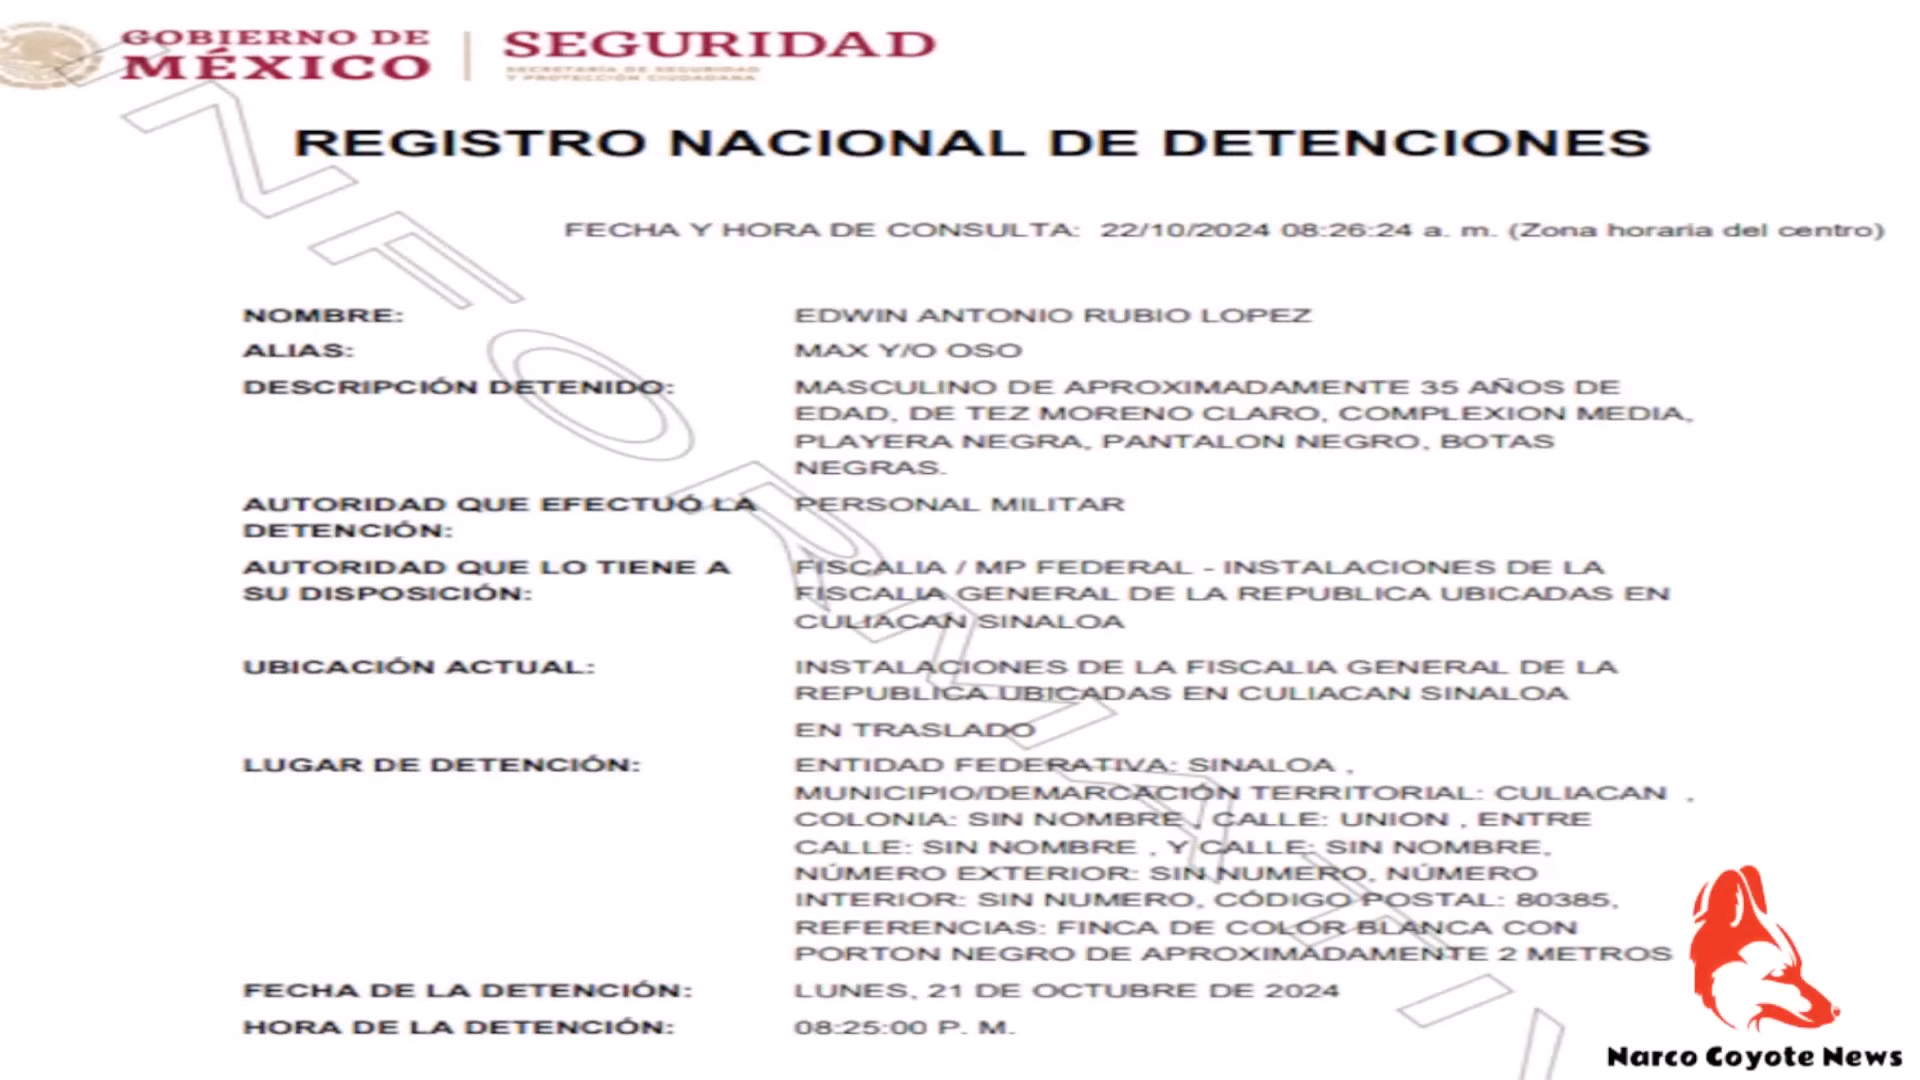 GOBIERNO DE
MÉXICO
SEGURIDAD
SECRETARÍA DE SEGURIDAD
Y PROTECCIÓN CIUDADANA
REGISTRO NACIONAL DE DETENCIONES
FECHA Y HORA DE CONSULTA: 22/10/2024 08:26:24 a. m. (Zona horaria del centro)
NOMBRE: EDWIN ANTONIO RUBIO LOPEZ
ALIAS: MAX Y/O OSO
DESCRIPCIÓN DETENIDO: MASCULINO DE APROXIMADAMENTE 35 AÑOS DE
EDAD, DE TEZ MORENO CLARO, COMPLEXION MEDIA,
PLAYERA NEGRA, PANTALON NEGRO, BOTAS
NEGRAS.
AUTORIDAD QUE EFECTUÓ LA PERSONAL MILITAR
DETENCIÓN:
AUTORIDAD QUE LO TIENE A FISCALIA / MP FEDERAL - INSTALACIONES DE LA
SU DISPOSICIÓN: FISCALIA GENERAL DE LA REPUBLICA UBICADAS EN
CULIACAN SINALOA
UBICACIÓN ACTUAL: INSTALACIONES DE LA FISCALIA GENERAL DE LA
REPUBLICA UBICADAS EN CULIACAN SINALOA
EN TRASLADO
LUGAR DE DETENCIÓN: ENTIDAD FEDERATIVA: SINALOA ,
MUNICIPIO/DEMARCACIÓN TERRITORIAL: CULIACAN ,
COLONIA: SIN NOMBRE , CALLE: UNION , ENTRE
CALLE: SIN NOMBRE , Y CALLE: SIN NOMBRE,
NÚMERO EXTERIOR: SIN NUMERO, NÚMERO
INTERIOR: SIN NUMERO, CÓDIGO POSTAL: 80385,
REFERENCIAS: FINCA DE COLOR BLANCA CON
PORTON NEGRO DE APROXIMADAMENTE 2 METROS
FECHA DE LA DETENCIÓN: LUNES, 21 DE OCTUBRE DE 2024
HORA DE LA DETENCIÓN: 08:25:00 P. M.
Narco Coyote News